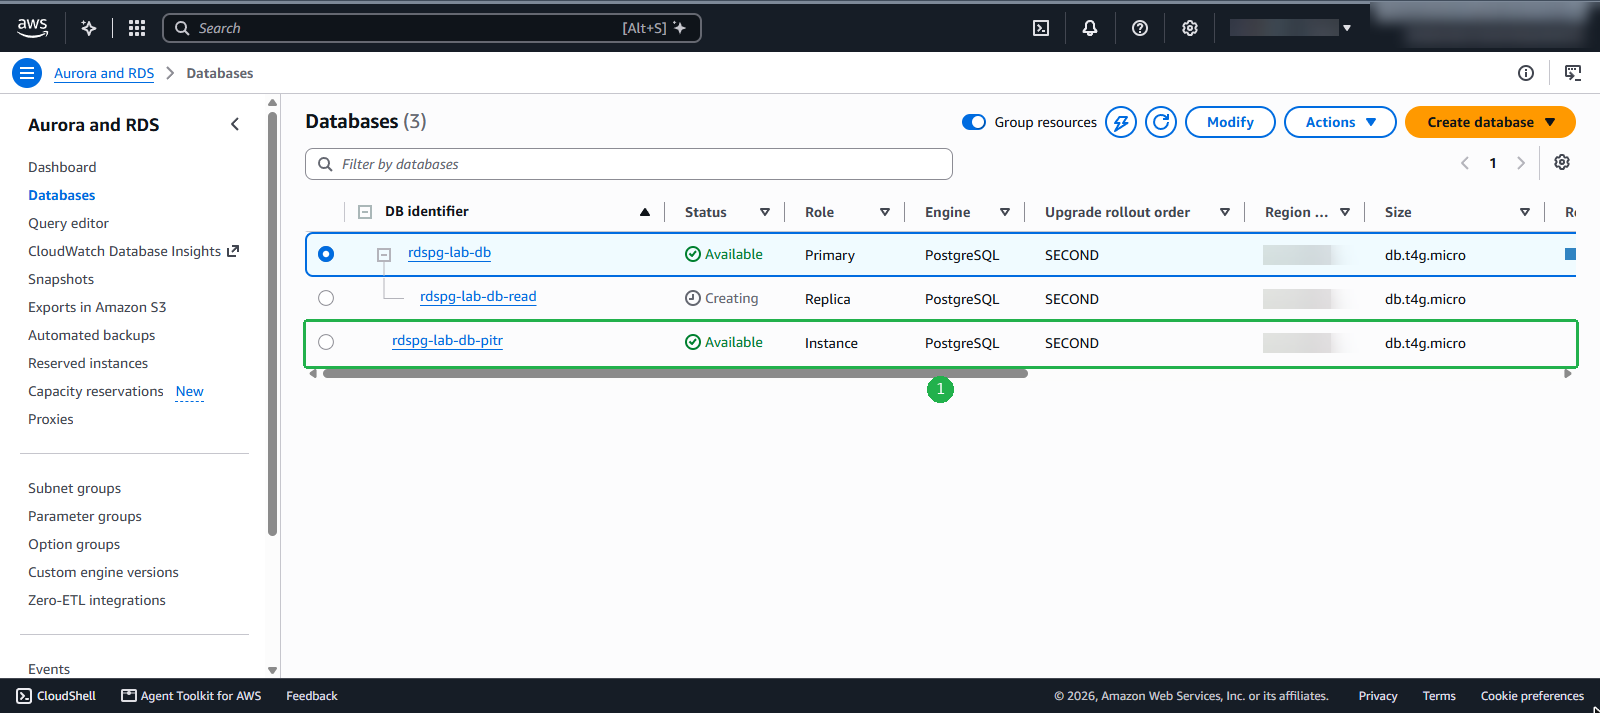 aws Search [Alt+S]
Aurora and RDS Databases
Aurora and RDS
Dashboard
Databases
Query editor
CloudWatch Database Insights
Snapshots
Exports in Amazon S3
Automated backups
Reserved instances
Capacity reservations New
Proxies
Subnet groups
Parameter groups
Option groups
Custom engine versions
Zero-ETL integrations
Events
Databases (3)
Group resources Modify Actions Create database
Filter by databases
1
DB identifier Status Role Engine Upgrade rollout order Region ... Size
rdspg-lab-db Available Primary PostgreSQL SECOND db.t4g.micro
rdspg-lab-db-read Creating Replica PostgreSQL SECOND db.t4g.micro
rdspg-lab-db-pitr Available Instance PostgreSQL SECOND db.t4g.micro
1
CloudShell Agent Toolkit for AWS Feedback © 2026, Amazon Web Services, Inc. or its affiliates. Privacy Terms Cookie preferences